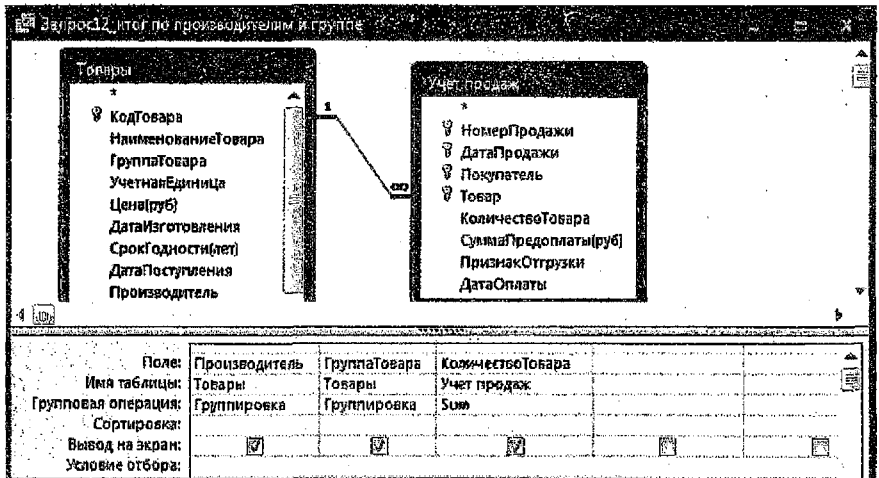 Запрос12_итог по производителям и группе
Товары
*
КодТовара
НаименованиеТовара
ГруппаТовара
УчетнаяЕдиница
Цена(руб)
ДатаИзготовления
СрокГодности(лет)
ДатаПоступления
Производитель
1
∞
Учет продаж
*
НомерПродажи
ДатаПродажи
Покупатель
Товар
КоличествоТовара
СуммаПредоплаты(руб)
ПризнакОтгрузки
ДатаОплаты
Поле: Производитель ГруппаТовара КоличествоТовара
Имя таблицы: Товары Товары Учет продаж
Групповая операция: Группировка Группировка Sum
Сортировка:
Вывод на экран:
Условие отбора: